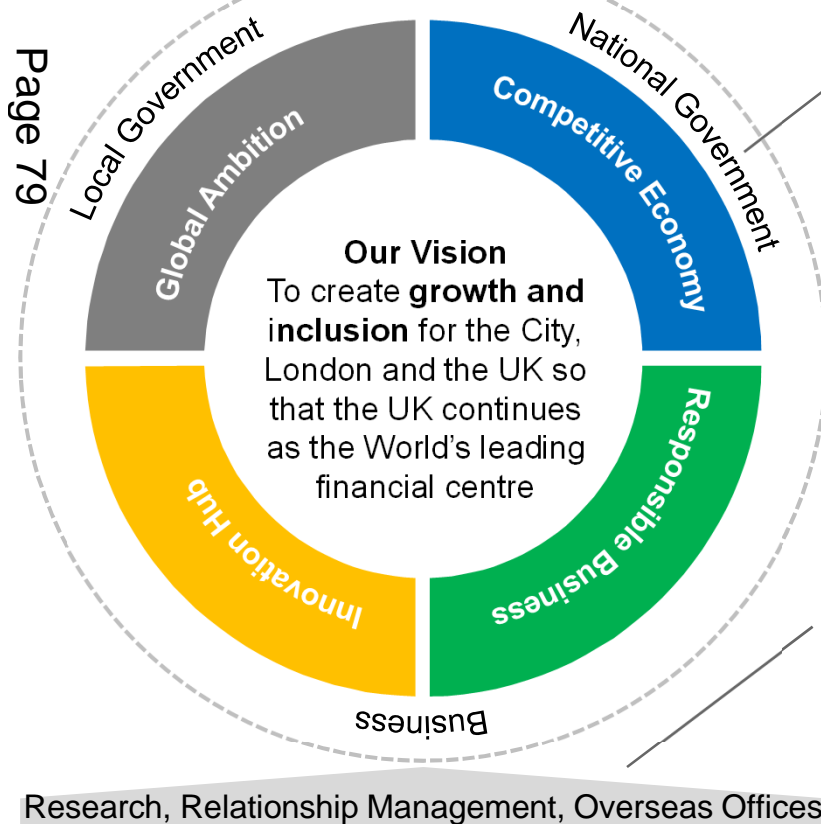 Page 79
Local Government
National Government
Global Ambition
Competitive Economy
Our Vision
To create growth and
inclusion for the City,
London and the UK so
that the UK continues
as the World’s leading
financial centre
Innovation Hub
Responsible Business
Business
Research, Relationship Management, Overseas Offices